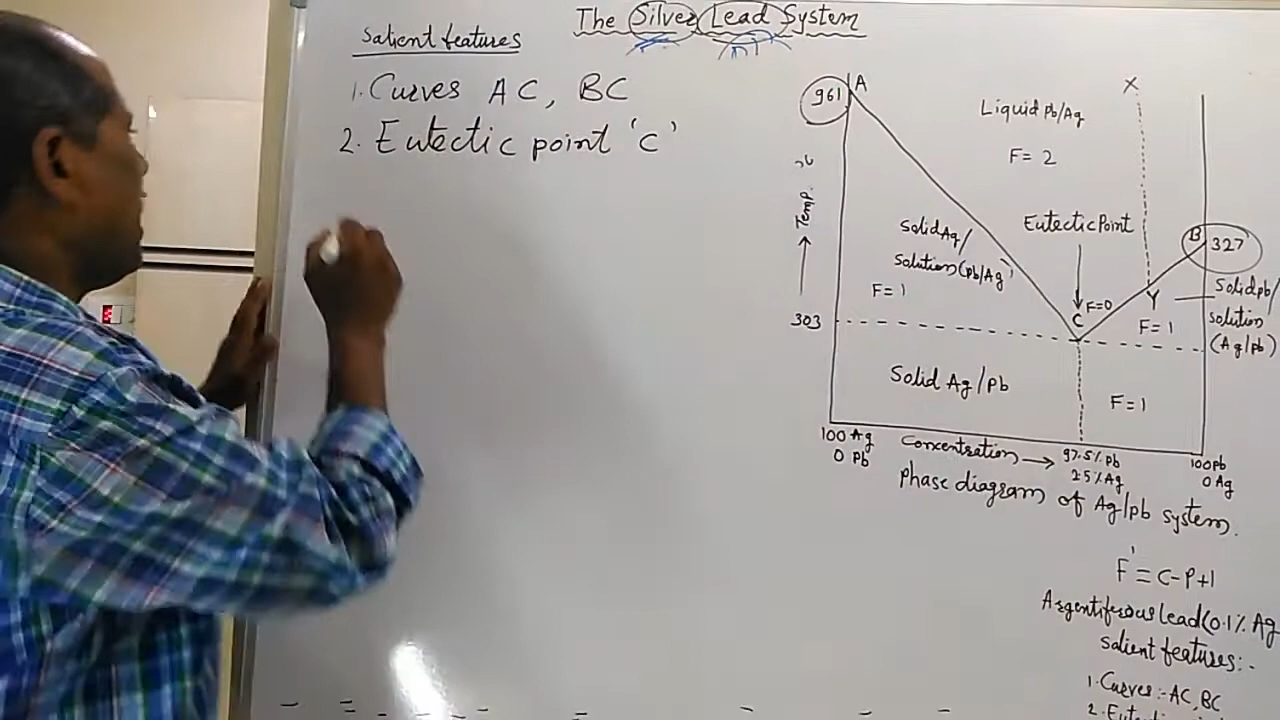 The Silver Lead System
Salient features
1. Curves AC, BC
2. Eutectic point 'c'
961
A
Liquid Pb/Ag
F = 2
X
Temp.
Solid Ag/
Solution (Pb/Ag)
F = 1
Eutectic Point
B
327
C
F=0
Y
F = 1
Solid pb/
Solution
(Ag/pb)
303
Solid Ag/Pb
F = 1
100 Ag
0 Pb
Concentration
97.5% Pb
2.5% Ag
100 Pb
0 Ag
Phase diagram of Ag/pb system.
F' = C-P+1
Argentiferous lead (0.1% Ag
Salient features:-
1. Curves :- AC, BC